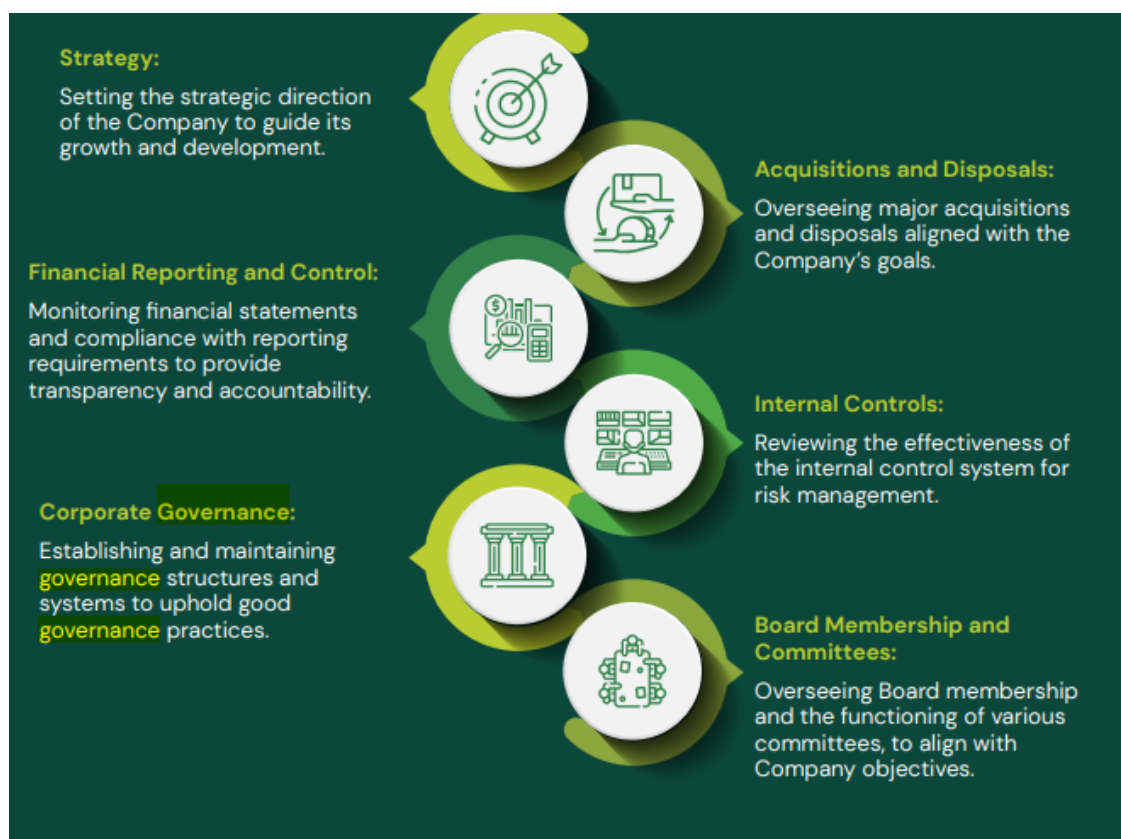 Strategy:
Setting the strategic direction
of the Company to guide its
growth and development.
Acquisitions and Disposals:
Overseeing major acquisitions
and disposals aligned with the
Company’s goals.
Financial Reporting and Control:
Monitoring financial statements
and compliance with reporting
requirements to provide
transparency and accountability.
Internal Controls:
Reviewing the effectiveness of
the internal control system for
risk management.
Corporate Governance:
Establishing and maintaining
governance structures and
systems to uphold good
governance practices.
Board Membership and
Committees:
Overseeing Board membership
and the functioning of various
committees, to align with
Company objectives.